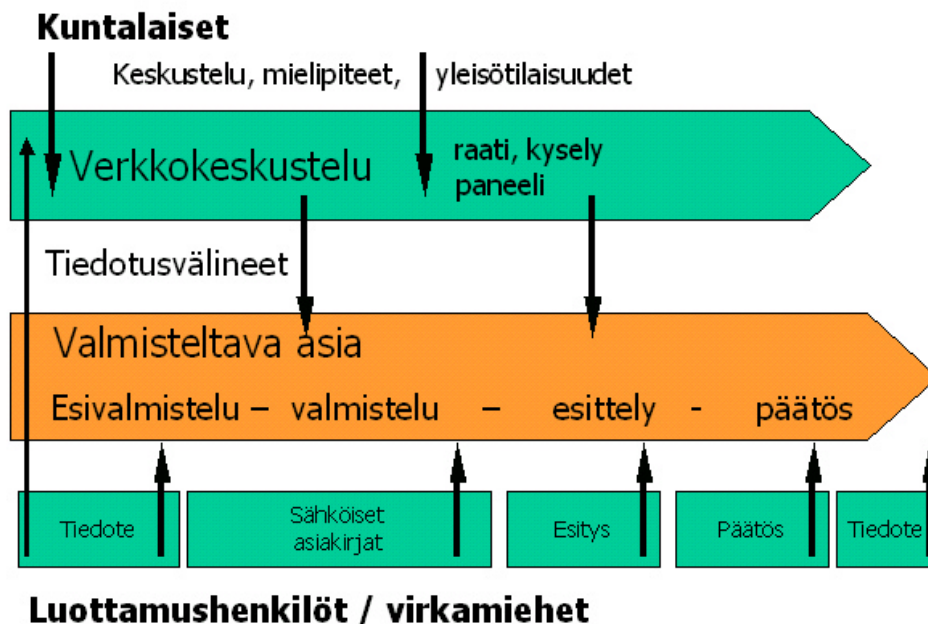 Kuntalaiset
Keskustelu, mielipiteet, yleisötilaisuudet
Verkkokeskustelu
raati, kysely
paneeli
Tiedotusvälineet
Valmisteltava asia
Esivalmistelu – valmistelu – esittely - päätös
Tiedote
Sähköiset
asiakirjat
Esitys
Päätös
Tiedote
Luottamushenkilöt / virkamiehet